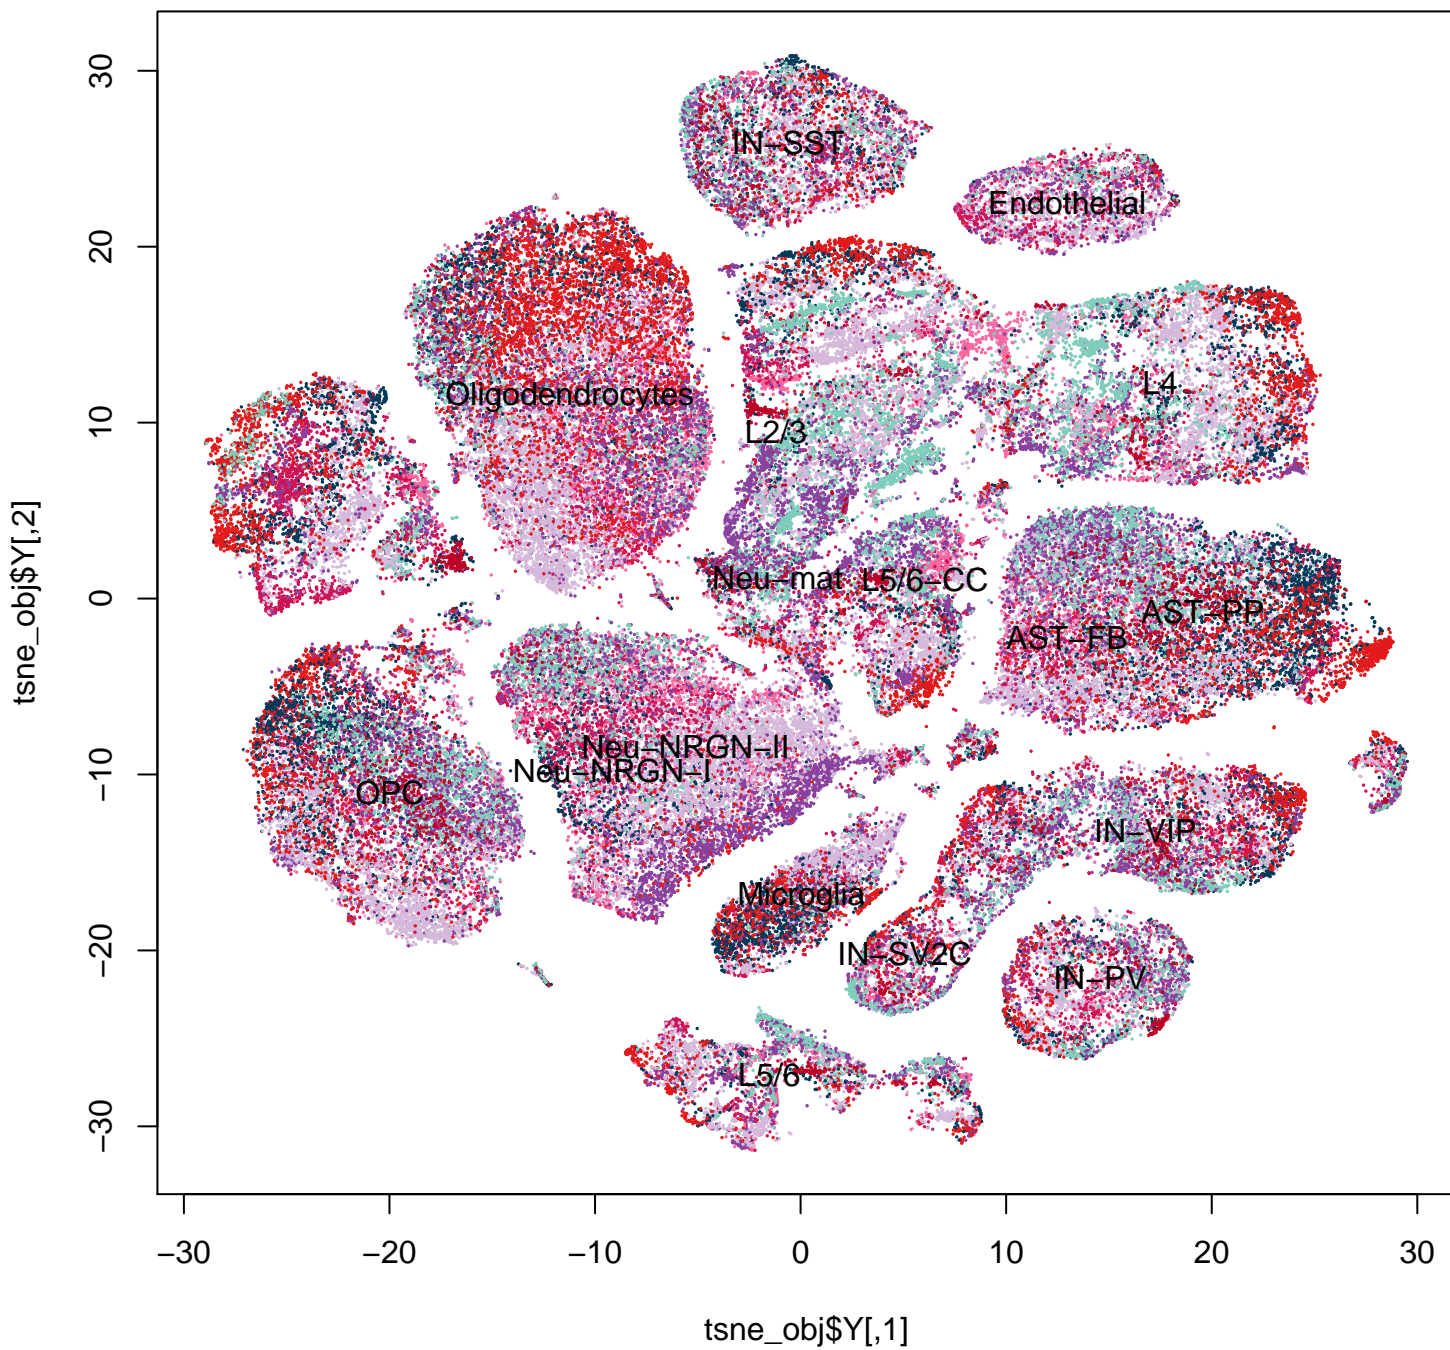 30
20
10
0
−10
−20
−30
tsne_obj$Y[,2]
IN−SST
Endothelial
Oligodendrocytes
L4
L2/3
Neu−mat
L5/6−CC
AST−PP
AST−FB
Neu−NRGN−II
Neu−NRGN−I
OPC
IN−VIP
Microglia
IN−SV2C
IN−PV
L5/6
−30 −20 −10 0 10 20 30
tsne_obj$Y[,1]